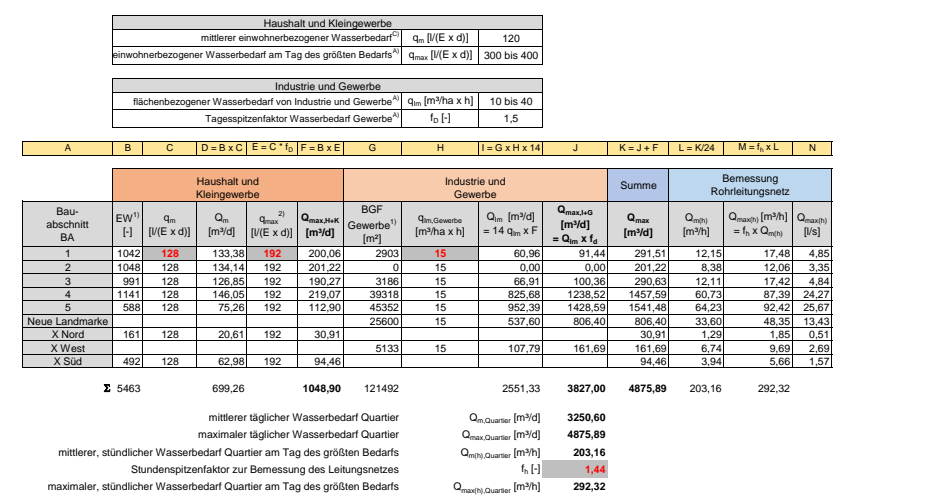 Haushalt und Kleingewerbe
mittlerer einwohnerbezogener Wasserbedarf^C) q_m [l/(E x d)] 120
einwohnerbezogener Wasserbedarf am Tag des größten Bedarfs^A) q_max [l/(E x d)] 300 bis 400
Industrie und Gewerbe
flächenbezogener Wasserbedarf von Industrie und Gewerbe^A) q_Im [m³/ha x h] 10 bis 40
Tagesspitzenfaktor Wasserbedarf Gewerbe^A) f_D [-] 1,5
A B C D = B x C E = C * f_D F = B x E G H I = G x H x 14 J K = J + F L = K/24 M = f_h x L N
Haushalt und Kleingewerbe Industrie und Gewerbe Summe Bemessung Rohrleitungsnetz
Bau-abschnitt BA EW^1) [-] q_m [l/(E x d)] Q_m [m³/d] q_max^2) [l/(E x d)] Q_max,H+K [m³/d] BGF Gewerbe^1) [m²] q_Im,Gewerbe [m³/ha x h] Q_Im [m³/d] = 14 q_Im x F Q_max,I+G [m³/d] = Q_Im x f_d Q_max [m³/d] Q_m(h) [m³/h] Q_max(h) [m³/h] = f_h x Q_m(h) Q_max(h) [l/s]
1 1042 128 133,38 192 200,06 2903 15 60,96 91,44 291,51 12,15 17,48 4,85
2 1048 128 134,14 192 201,22 0 15 0,00 0,00 201,22 8,38 12,06 3,35
3 991 128 126,85 192 190,27 3186 15 66,91 100,36 290,63 12,11 17,42 4,84
4 1141 128 146,05 192 219,07 39318 15 825,68 1238,52 1457,59 60,73 87,39 24,27
5 588 128 75,26 192 112,90 45352 15 952,39 1428,59 1541,48 64,23 92,42 25,67
Neue Landmarke 25600 537,60 806,40 806,40 33,60 48,35 13,43
X Nord 161 128 20,61 192 30,91 30,91 1,29 1,85 0,51
X West 5133 15 107,79 161,69 161,69 6,74 9,69 2,69
X Süd 492 128 62,98 192 94,46 94,46 3,94 5,66 1,57
Σ 5463 699,26 1048,90 121492 2551,33 3827,00 4875,89 203,16 292,32
mittlerer täglicher Wasserbedarf Quartier Q_m,Quartier [m³/d] 3250,60
maximaler täglicher Wasserbedarf Quartier Q_max,Quartier [m³/d] 4875,89
mittlerer, stündlicher Wasserbedarf Quartier am Tag des größten Bedarfs Q_m(h),Quartier [m³/h] 203,16
Stundenspitzenfaktor zur Bemessung des Leitungsnetzes f_h [-] 1,44
maximaler, stündlicher Wasserbedarf Quartier am Tag des größten Bedarfs Q_max(h),Quartier [m³/h] 292,32